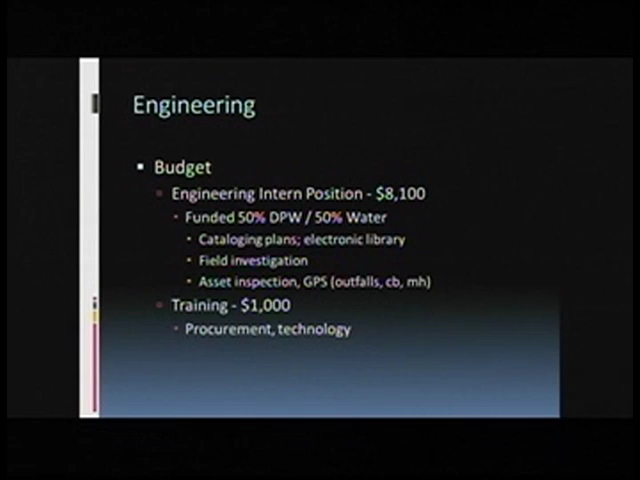 Engineering
Budget
Engineering Intern Position - $8,100
Funded 50% DPW / 50% Water
Cataloging plans; electronic library
Field investigation
Asset inspection, GPS (outfalls, cb, mh)
Training - $1,000
Procurement, technology